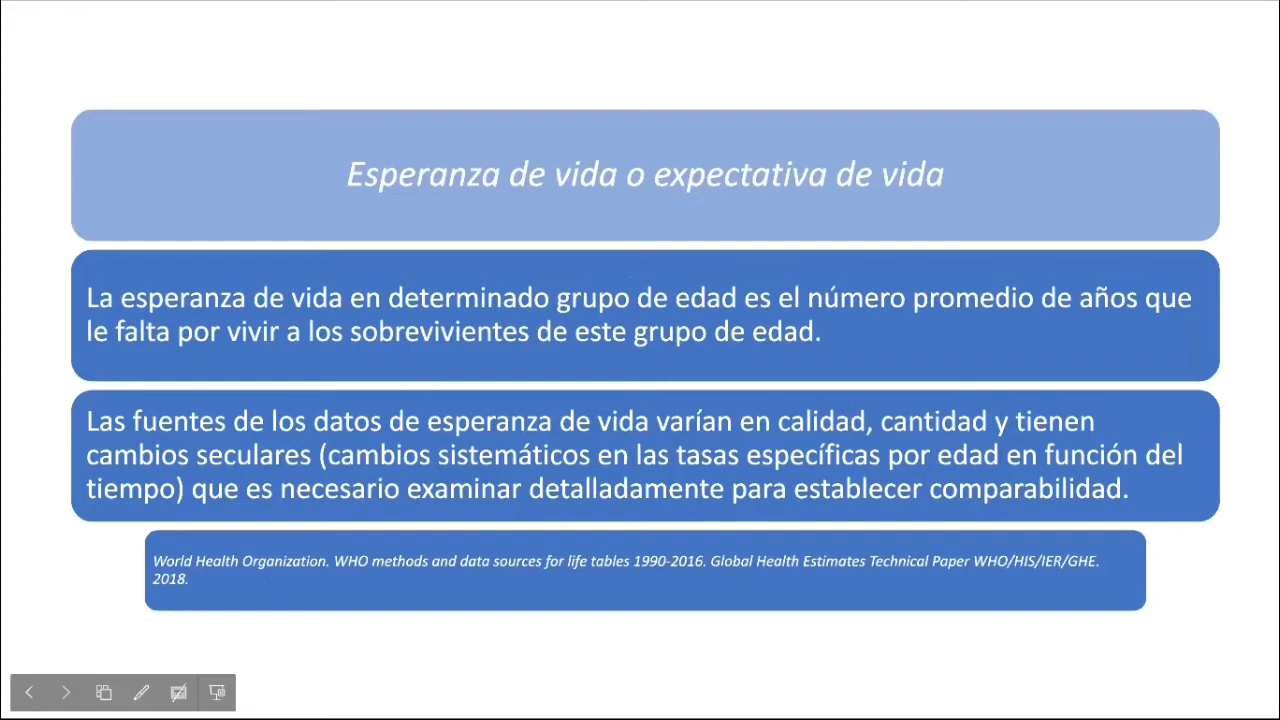 Esperanza de vida o expectativa de vida
La esperanza de vida en determinado grupo de edad es el número promedio de años que
le falta por vivir a los sobrevivientes de este grupo de edad.
Las fuentes de los datos de esperanza de vida varían en calidad, cantidad y tienen
cambios seculares (cambios sistemáticos en las tasas específicas por edad en función del
tiempo) que es necesario examinar detalladamente para establecer comparabilidad.
World Health Organization. WHO methods and data sources for life tables 1990-2016. Global Health Estimates Technical Paper WHO/HIS/IER/GHE.
2018.